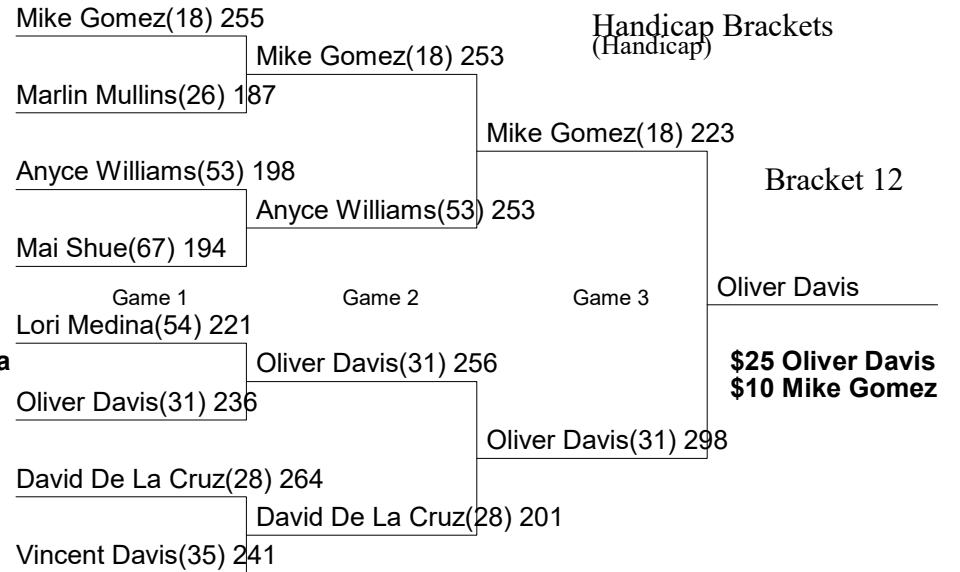 Mike Gomez(18) 255
Handicap Brackets
(Handicap)
Mike Gomez(18) 253
Marlin Mullins(26) 187
Mike Gomez(18) 223
Anyce Williams(53) 198
Bracket 12
Anyce Williams(53) 253
Mai Shue(67) 194
Game 1
Game 2
Game 3
Oliver Davis
Lori Medina(54) 221
a
Oliver Davis(31) 256
$25 Oliver Davis
$10 Mike Gomez
Oliver Davis(31) 236
Oliver Davis(31) 298
David De La Cruz(28) 264
David De La Cruz(28) 201
Vincent Davis(35) 241